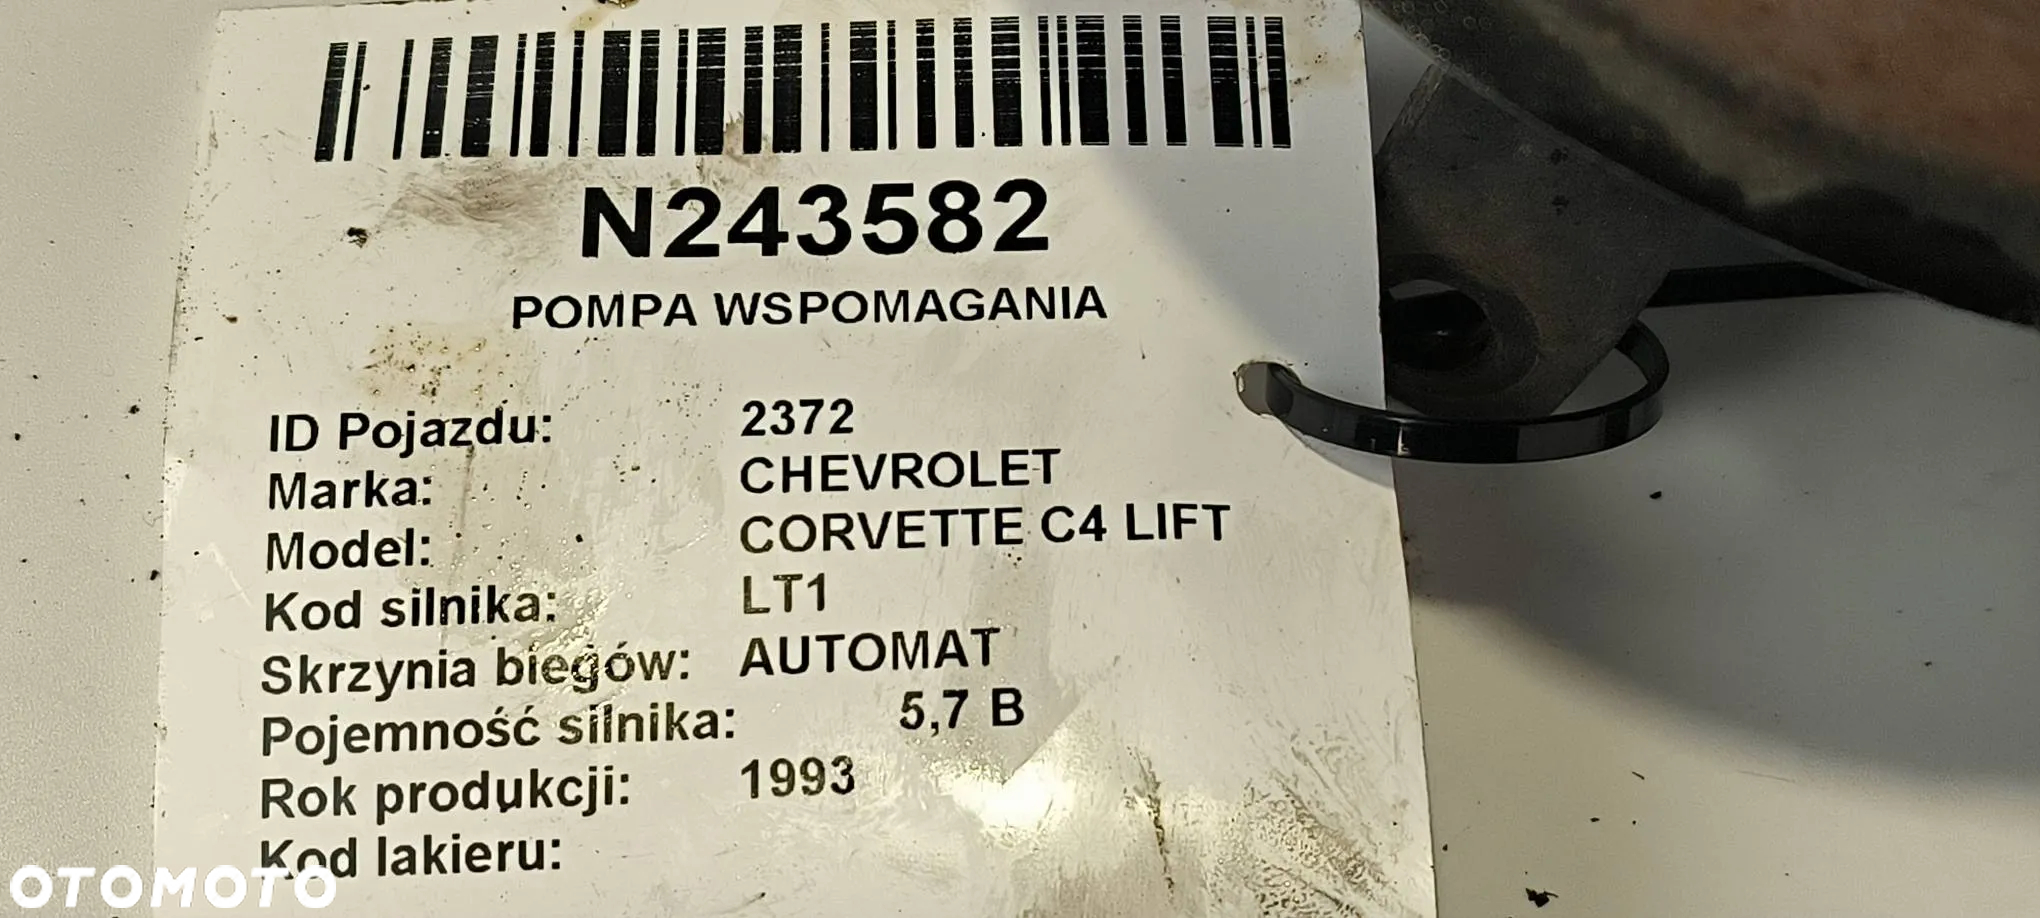 N243582
POMPA WSPOMAGANIA
ID Pojazdu: 2372
Marka: CHEVROLET
Model: CORVETTE C4 LIFT
Kod silnika: LT1
Skrzynia biegów: AUTOMAT
Pojemność silnika: 5,7 B
Rok produkcji: 1993
Kod lakieru:
OTOMOTO